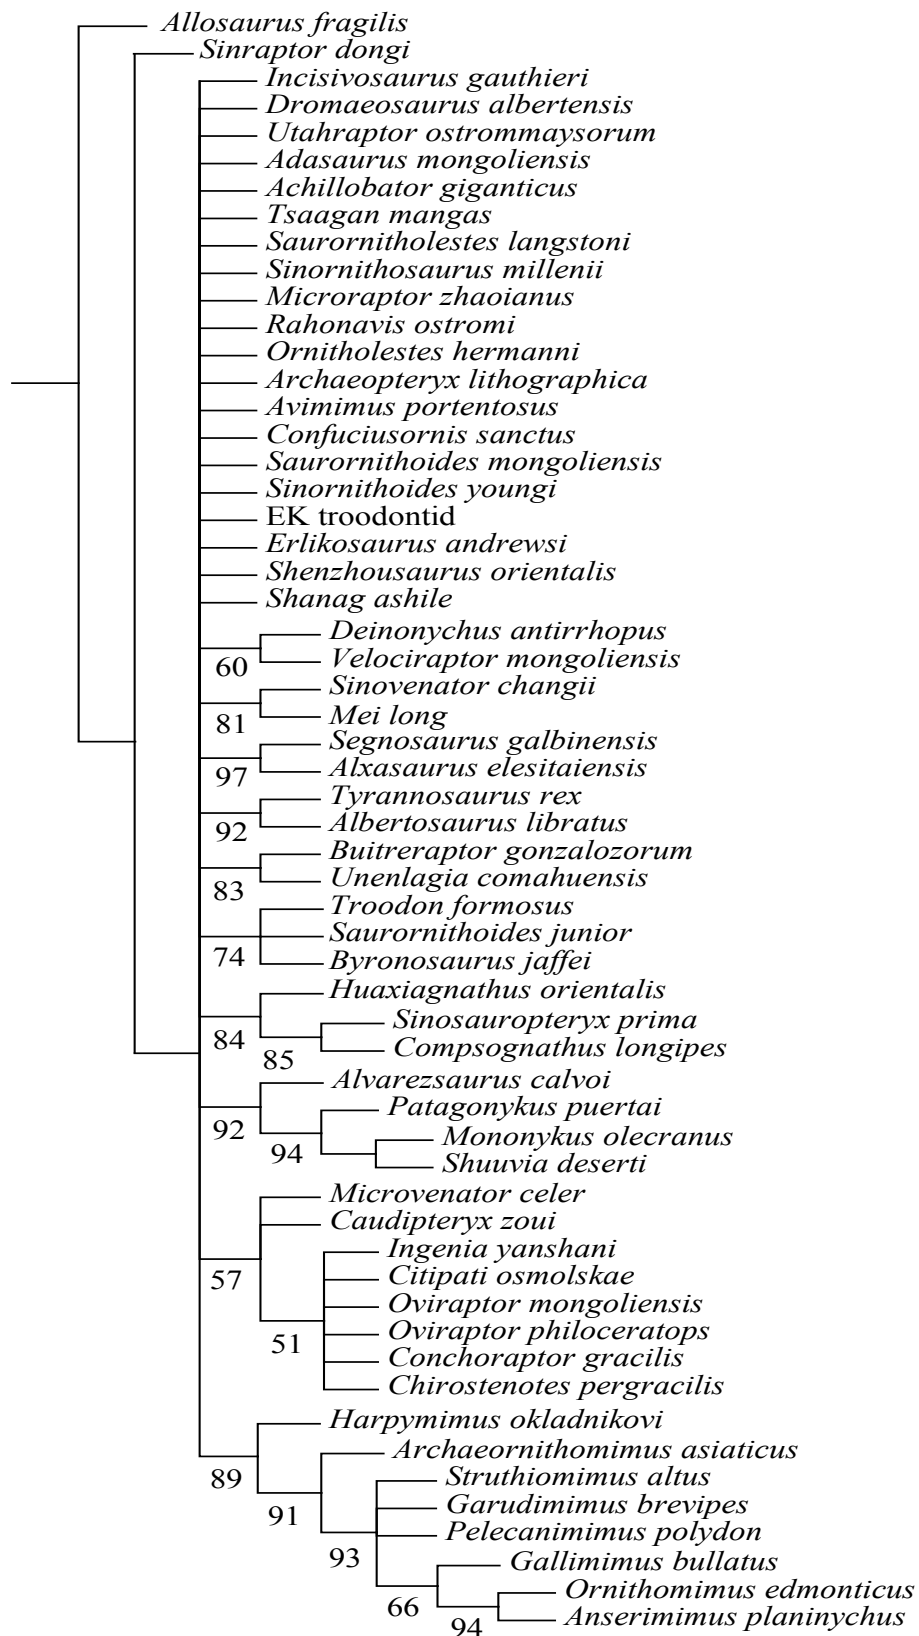 Allosaurus fragilis
Sinraptor dongi
Incisivosaurus gauthieri
Dromaeosaurus albertensis
Utahraptor ostrommaysorum
Adasaurus mongoliensis
Achillobator giganticus
Tsaagan mangas
Saurornitholestes langstoni
Sinornithosaurus millenii
Microraptor zhaoianus
Rahonavis ostromi
Ornitholestes hermanni
Archaeopteryx lithographica
Avimimus portentosus
Confuciusornis sanctus
Saurornithoides mongoliensis
Sinornithoides youngi
EK troodontid
Erlikosaurus andrewsi
Shenzhousaurus orientalis
Shanag ashile
Deinonychus antirrhopus
60 Velociraptor mongoliensis
Sinovenator changii
81 Mei long
Segnosaurus galbinensis
97 Alxasaurus elesitaiensis
Tyrannosaurus rex
92 Albertosaurus libratus
Buitreraptor gonzalozorum
83 Unenlagia comahuensis
Troodon formosus
Saurornithoides junior
74 Byronosaurus jaffei
Huaxiagnathus orientalis
Sinosauropteryx prima
84
85 Compsognathus longipes
Alvarezsaurus calvoi
Patagonykus puertai
92
Mononykus olecranus
94
Shuuvia deserti
Microvenator celer
Caudipteryx zoui
Ingenia yanshani
57 Citipati osmolskae
Oviraptor mongoliensis
Oviraptor philoceratops
51
Conchoraptor gracilis
Chirostenotes pergracilis
Harpymimus okladnikovi
Archaeornithomimus asiaticus
89 Struthiomimus altus
Garudimimus brevipes
91
Pelecanimimus polydon
93 Gallimimus bullatus
Ornithomimus edmonticus
66
94 Anserimimus planinychus